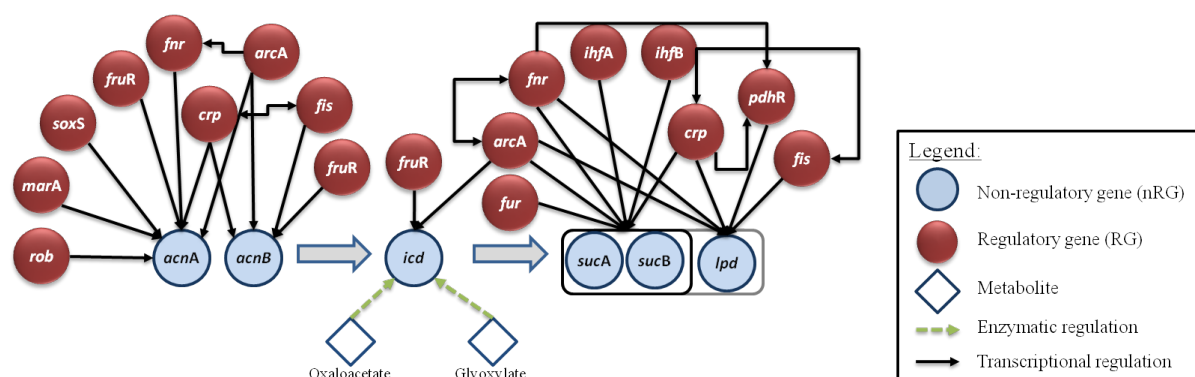 fnr
arcA
ihfA
ihfB
fruR
fnr
pdhR
soxS
crp
fis
crp
marA
fruR
fruR
arcA
fis
rob
fur
acnA
acnB
icd
sucA
sucB
lpd
Oxaloacetate
Glyoxylate
Legend:
Non-regulatory gene (nRG)
Regulatory gene (RG)
Metabolite
Enzymatic regulation
Transcriptional regulation